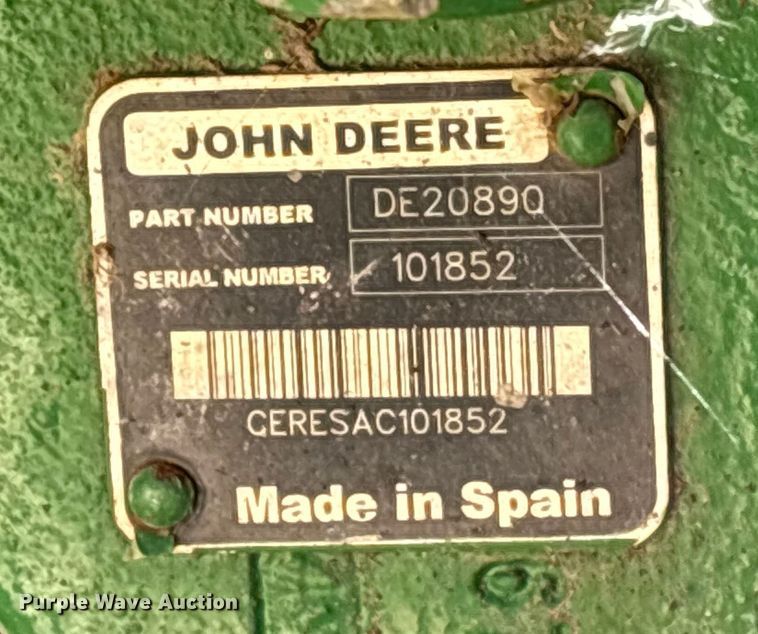 JOHN DEERE
PART NUMBER DE20890
SERIAL NUMBER 101852
CERESAC101852
Made in Spain
Purple Wave Auction